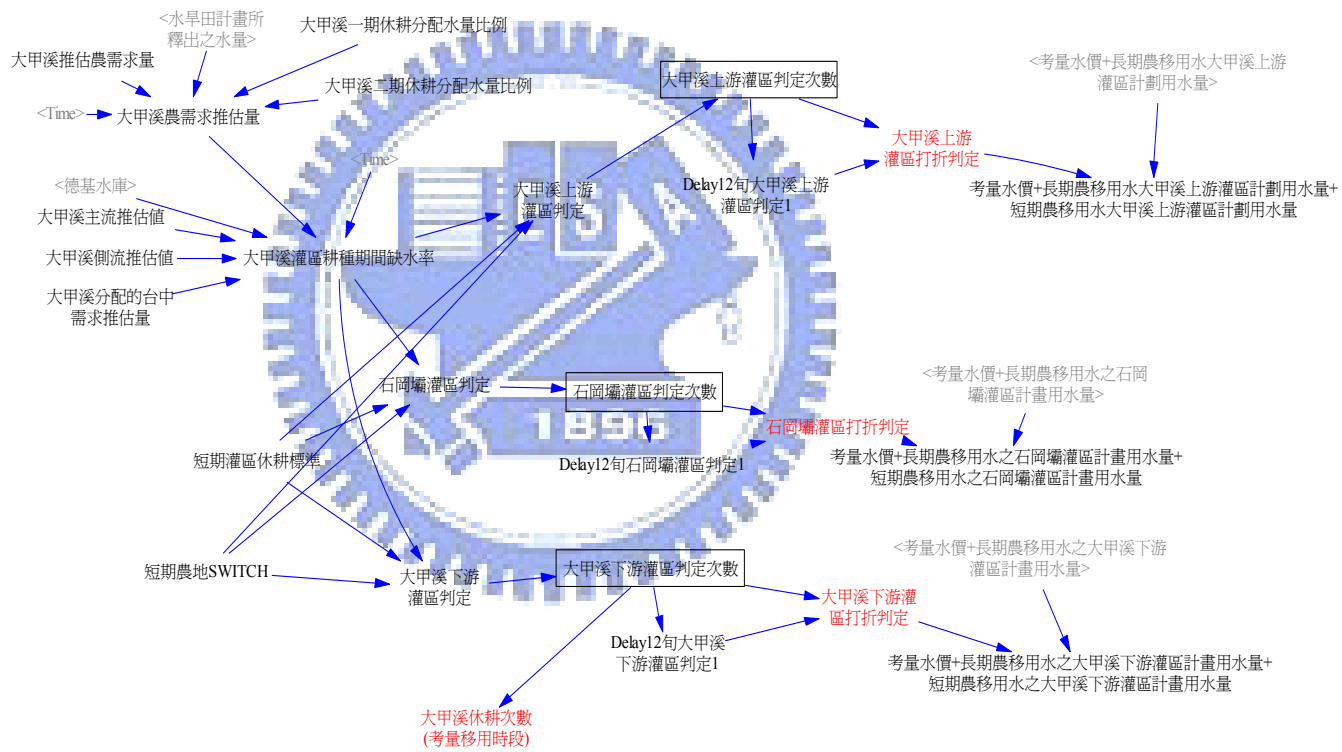 <水旱田計畫所
釋出之水量>
大甲溪一期休耕分配水量比例
大甲溪推估農需求量
大甲溪二期休耕分配水量比例
<Time>
大甲溪農需求推估量
<Time>
<德基水庫>
大甲溪主流推估值
大甲溪側流推估值
大甲溪灌區耕種期間缺水率
大甲溪分配的台中
需求推估量
大甲溪上游
灌區判定
大甲溪上游灌區判定次數
Delay12旬大甲溪上游
灌區判定1
大甲溪上游
灌區打折判定
<考量水價+長期農移用水大甲溪上游
灌區計劃用水量>
考量水價+長期農移用水大甲溪上游灌區計劃用水量+
短期農移用水大甲溪上游灌區計劃用水量
石岡壩灌區判定
石岡壩灌區判定次數
Delay12旬石岡壩灌區判定1
石岡壩灌區打折判定
<考量水價+長期農移用水之石岡
壩灌區計畫用水量>
考量水價+長期農移用水之石岡壩灌區計畫用水量+
短期農移用水之石岡壩灌區計畫用水量
1896
短期灌區休耕標準
短期農地SWITCH
大甲溪下游
灌區判定
大甲溪下游灌區判定次數
Delay12旬大甲溪
下游灌區判定1
大甲溪下游灌
區打折判定
<考量水價+長期農移用水之大甲溪下游
灌區計畫用水量>
考量水價+長期農移用水之大甲溪下游灌區計畫用水量+
短期農移用水之大甲溪下游灌區計畫用水量
大甲溪休耕次數
(考量移用時段)